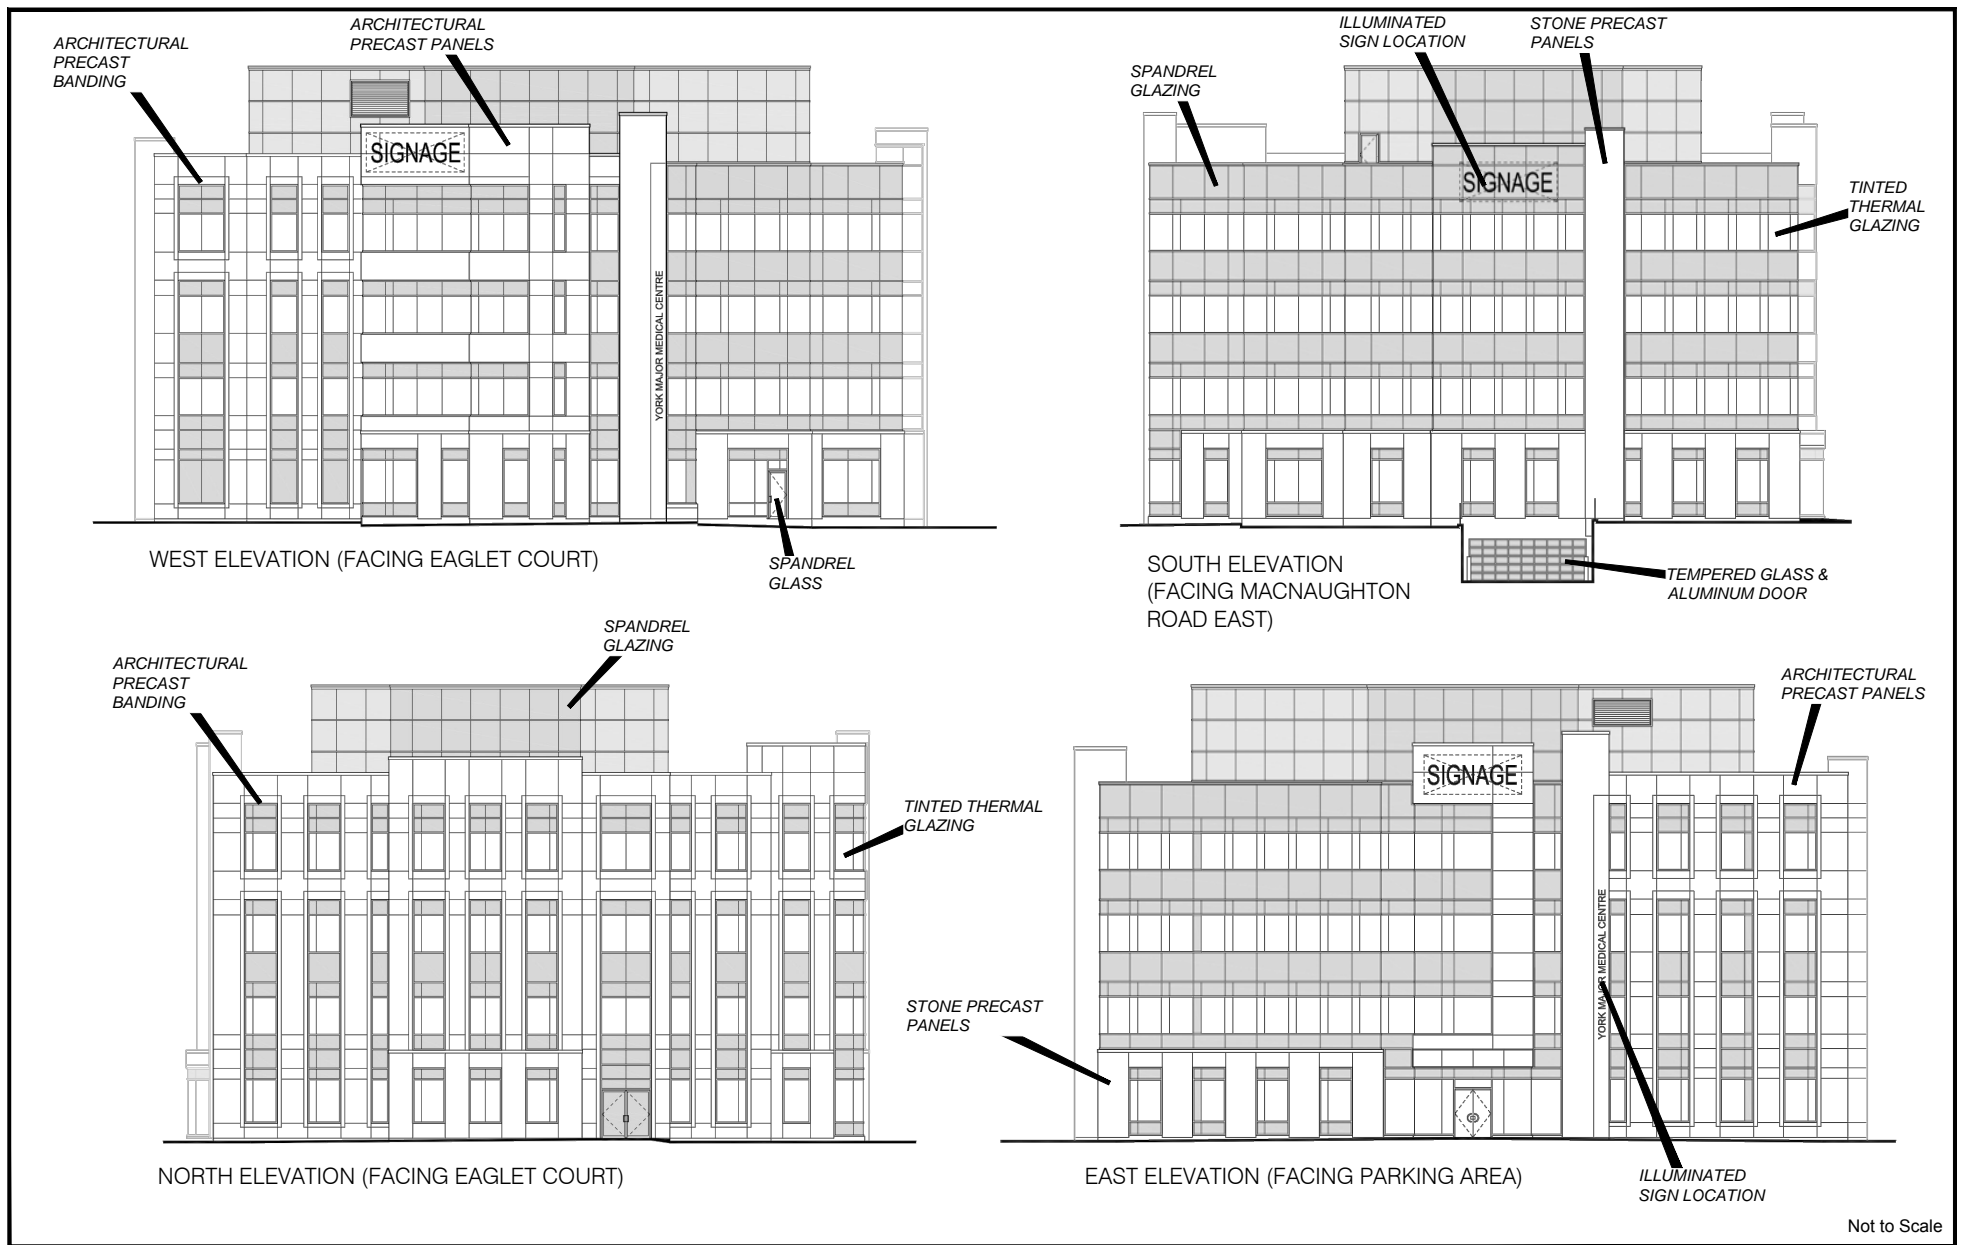 ARCHITECTURAL
PRECAST
BANDING
ARCHITECTURAL
PRECAST PANELS
SIGNAGE
YORK MAJOR MEDICAL CENTRE
SPANDREL
GLASS
WEST ELEVATION (FACING EAGLET COURT)
SPANDREL
GLAZING
ILLUMINATED
SIGN LOCATION
STONE PRECAST
PANELS
SIGNAGE
TINTED
THERMAL
GLAZING
TEMPERED GLASS &
ALUMINUM DOOR
SOUTH ELEVATION
(FACING MACNAUGHTON
ROAD EAST)
ARCHITECTURAL
PRECAST
BANDING
SPANDREL
GLAZING
TINTED THERMAL
GLAZING
NORTH ELEVATION (FACING EAGLET COURT)
STONE PRECAST
PANELS
SIGNAGE
YORK MAJOR MEDICAL CENTRE
ARCHITECTURAL
PRECAST PANELS
ILLUMINATED
SIGN LOCATION
EAST ELEVATION (FACING PARKING AREA)
Not to Scale